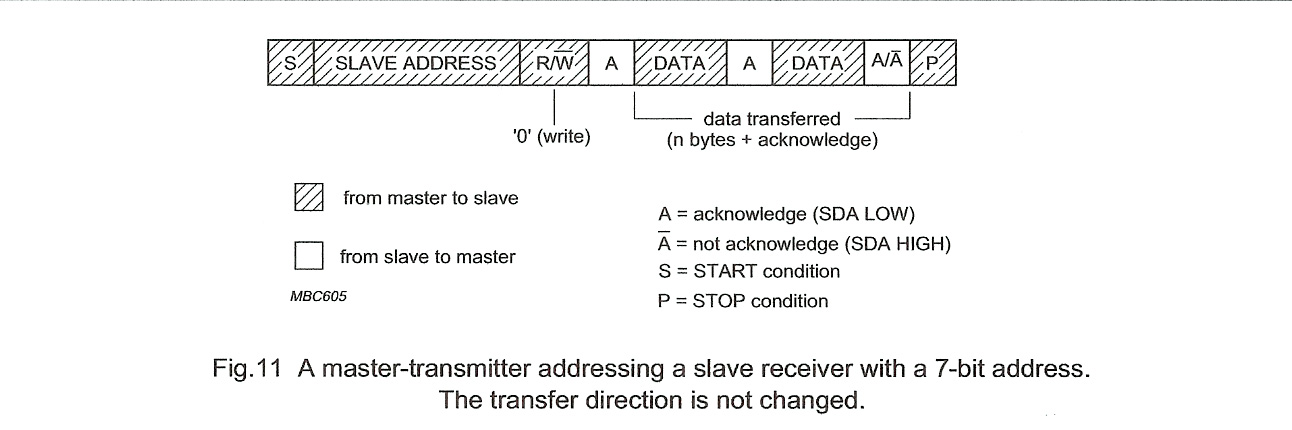 S SLAVE ADDRESS R/W̅ A DATA A DATA A/A̅ P
data transferred
'0' (write) (n bytes + acknowledge)
from master to slave
from slave to master
MBC605
A = acknowledge (SDA LOW)
A̅ = not acknowledge (SDA HIGH)
S = START condition
P = STOP condition
Fig.11 A master-transmitter addressing a slave receiver with a 7-bit address.
The transfer direction is not changed.